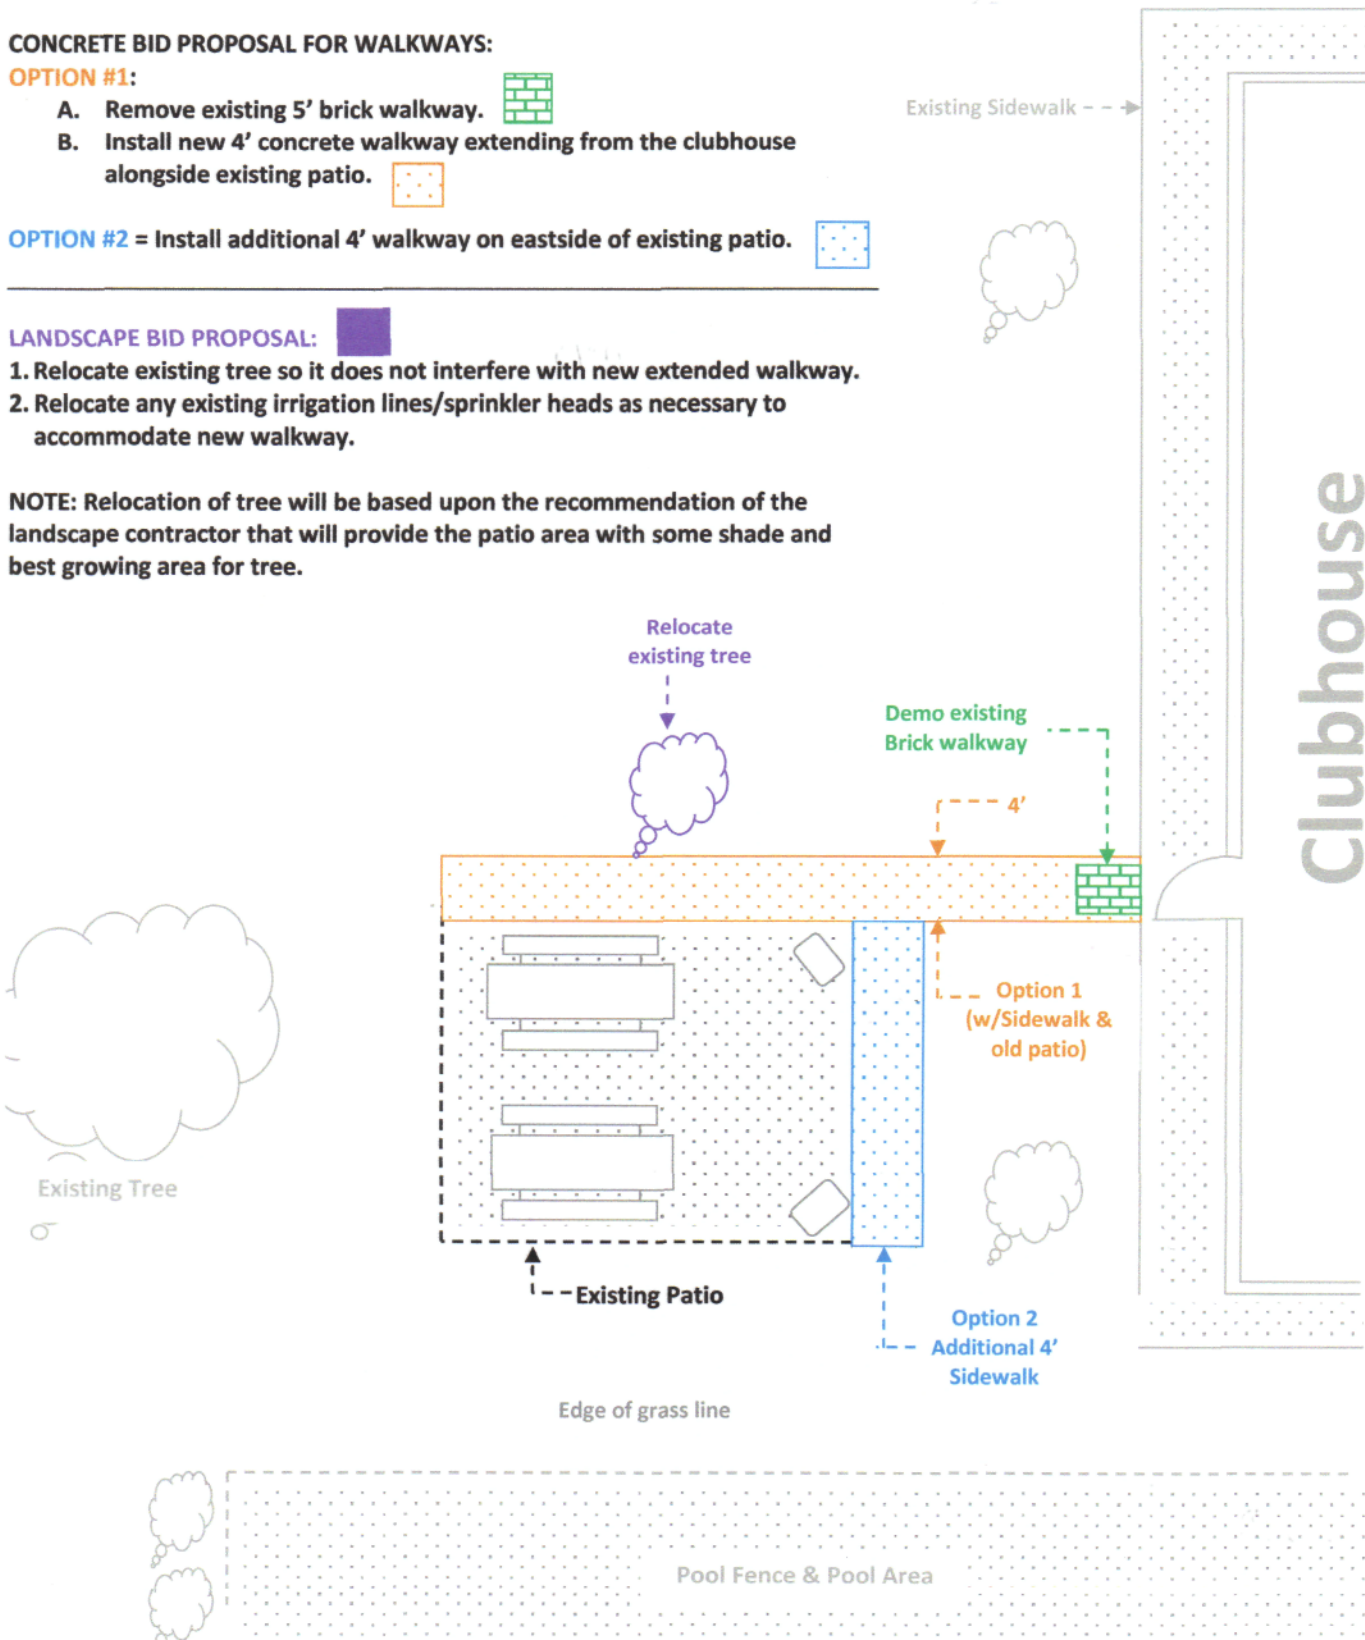 CONCRETE BID PROPOSAL FOR WALKWAYS:
OPTION #1:
A. Remove existing 5' brick walkway.
B. Install new 4' concrete walkway extending from the clubhouse
alongside existing patio.
OPTION #2 = Install additional 4' walkway on eastside of existing patio.
LANDSCAPE BID PROPOSAL:
1. Relocate existing tree so it does not interfere with new extended walkway.
2. Relocate any existing irrigation lines/sprinkler heads as necessary to
accommodate new walkway.
NOTE: Relocation of tree will be based upon the recommendation of the
landscape contractor that will provide the patio area with some shade and
best growing area for tree.
Existing Sidewalk
Clubhouse
Relocate
existing tree
Demo existing
Brick walkway
4'
Option 1
(w/Sidewalk &
old patio)
Existing Tree
Existing Patio
Option 2
Additional 4'
Sidewalk
Edge of grass line
Pool Fence & Pool Area